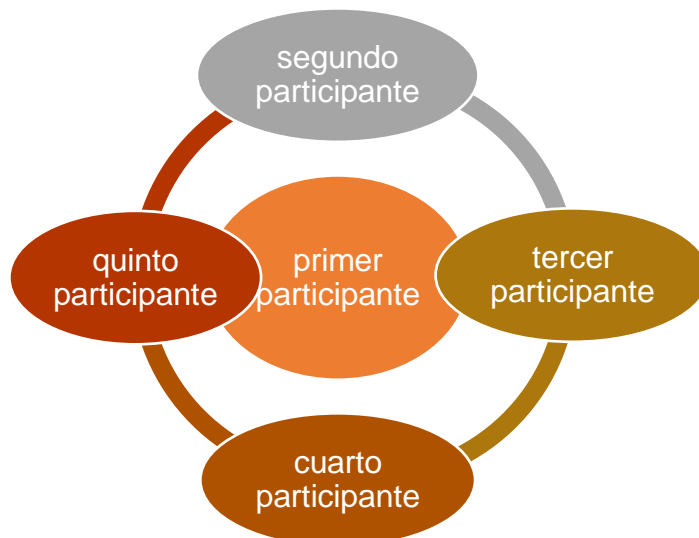 segundo
participante
quinto
participante
primer
participante
tercer
participante
cuarto
participante